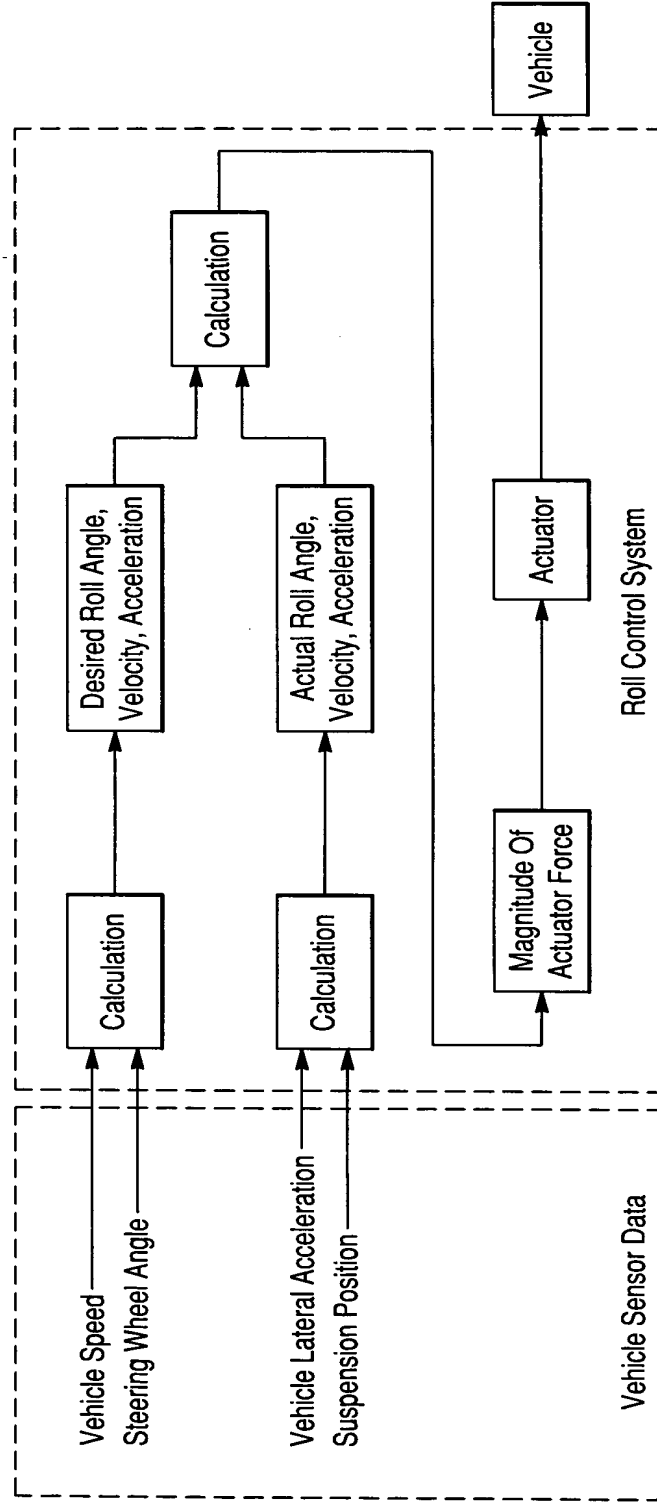 Vehicle Speed
Steering Wheel Angle
Vehicle Lateral Acceleration
Suspension Position
Vehicle Sensor Data
Calculation
Desired Roll Angle,
Velocity, Acceleration
Calculation
Actual Roll Angle,
Velocity, Acceleration
Calculation
Magnitude Of
Actuator Force
Actuator
Vehicle
Roll Control System